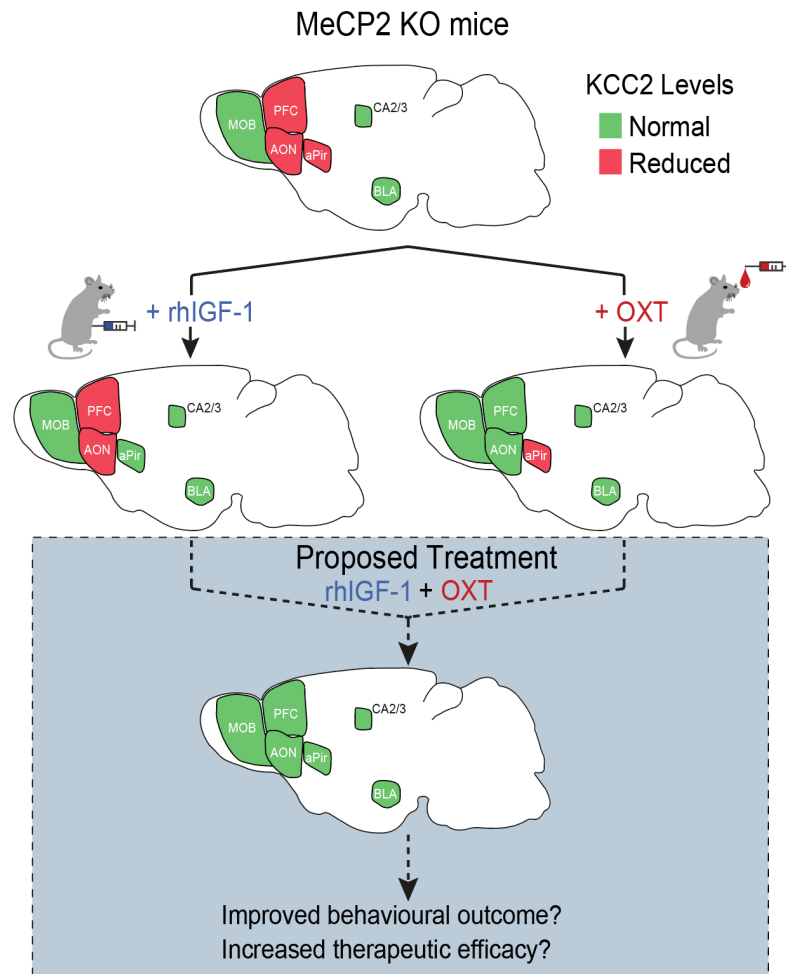 MeCP2 KO mice
KCC2 Levels
Normal
Reduced
MOB
PFC
AON
aPir
CA2/3
BLA
+ rhIGF-1
+ OXT
MOB
PFC
AON
aPir
CA2/3
BLA
MOB
PFC
AON
aPir
CA2/3
BLA
Proposed Treatment
rhIGF-1 + OXT
MOB
PFC
AON
aPir
CA2/3
BLA
Improved behavioural outcome?
Increased therapeutic efficacy?